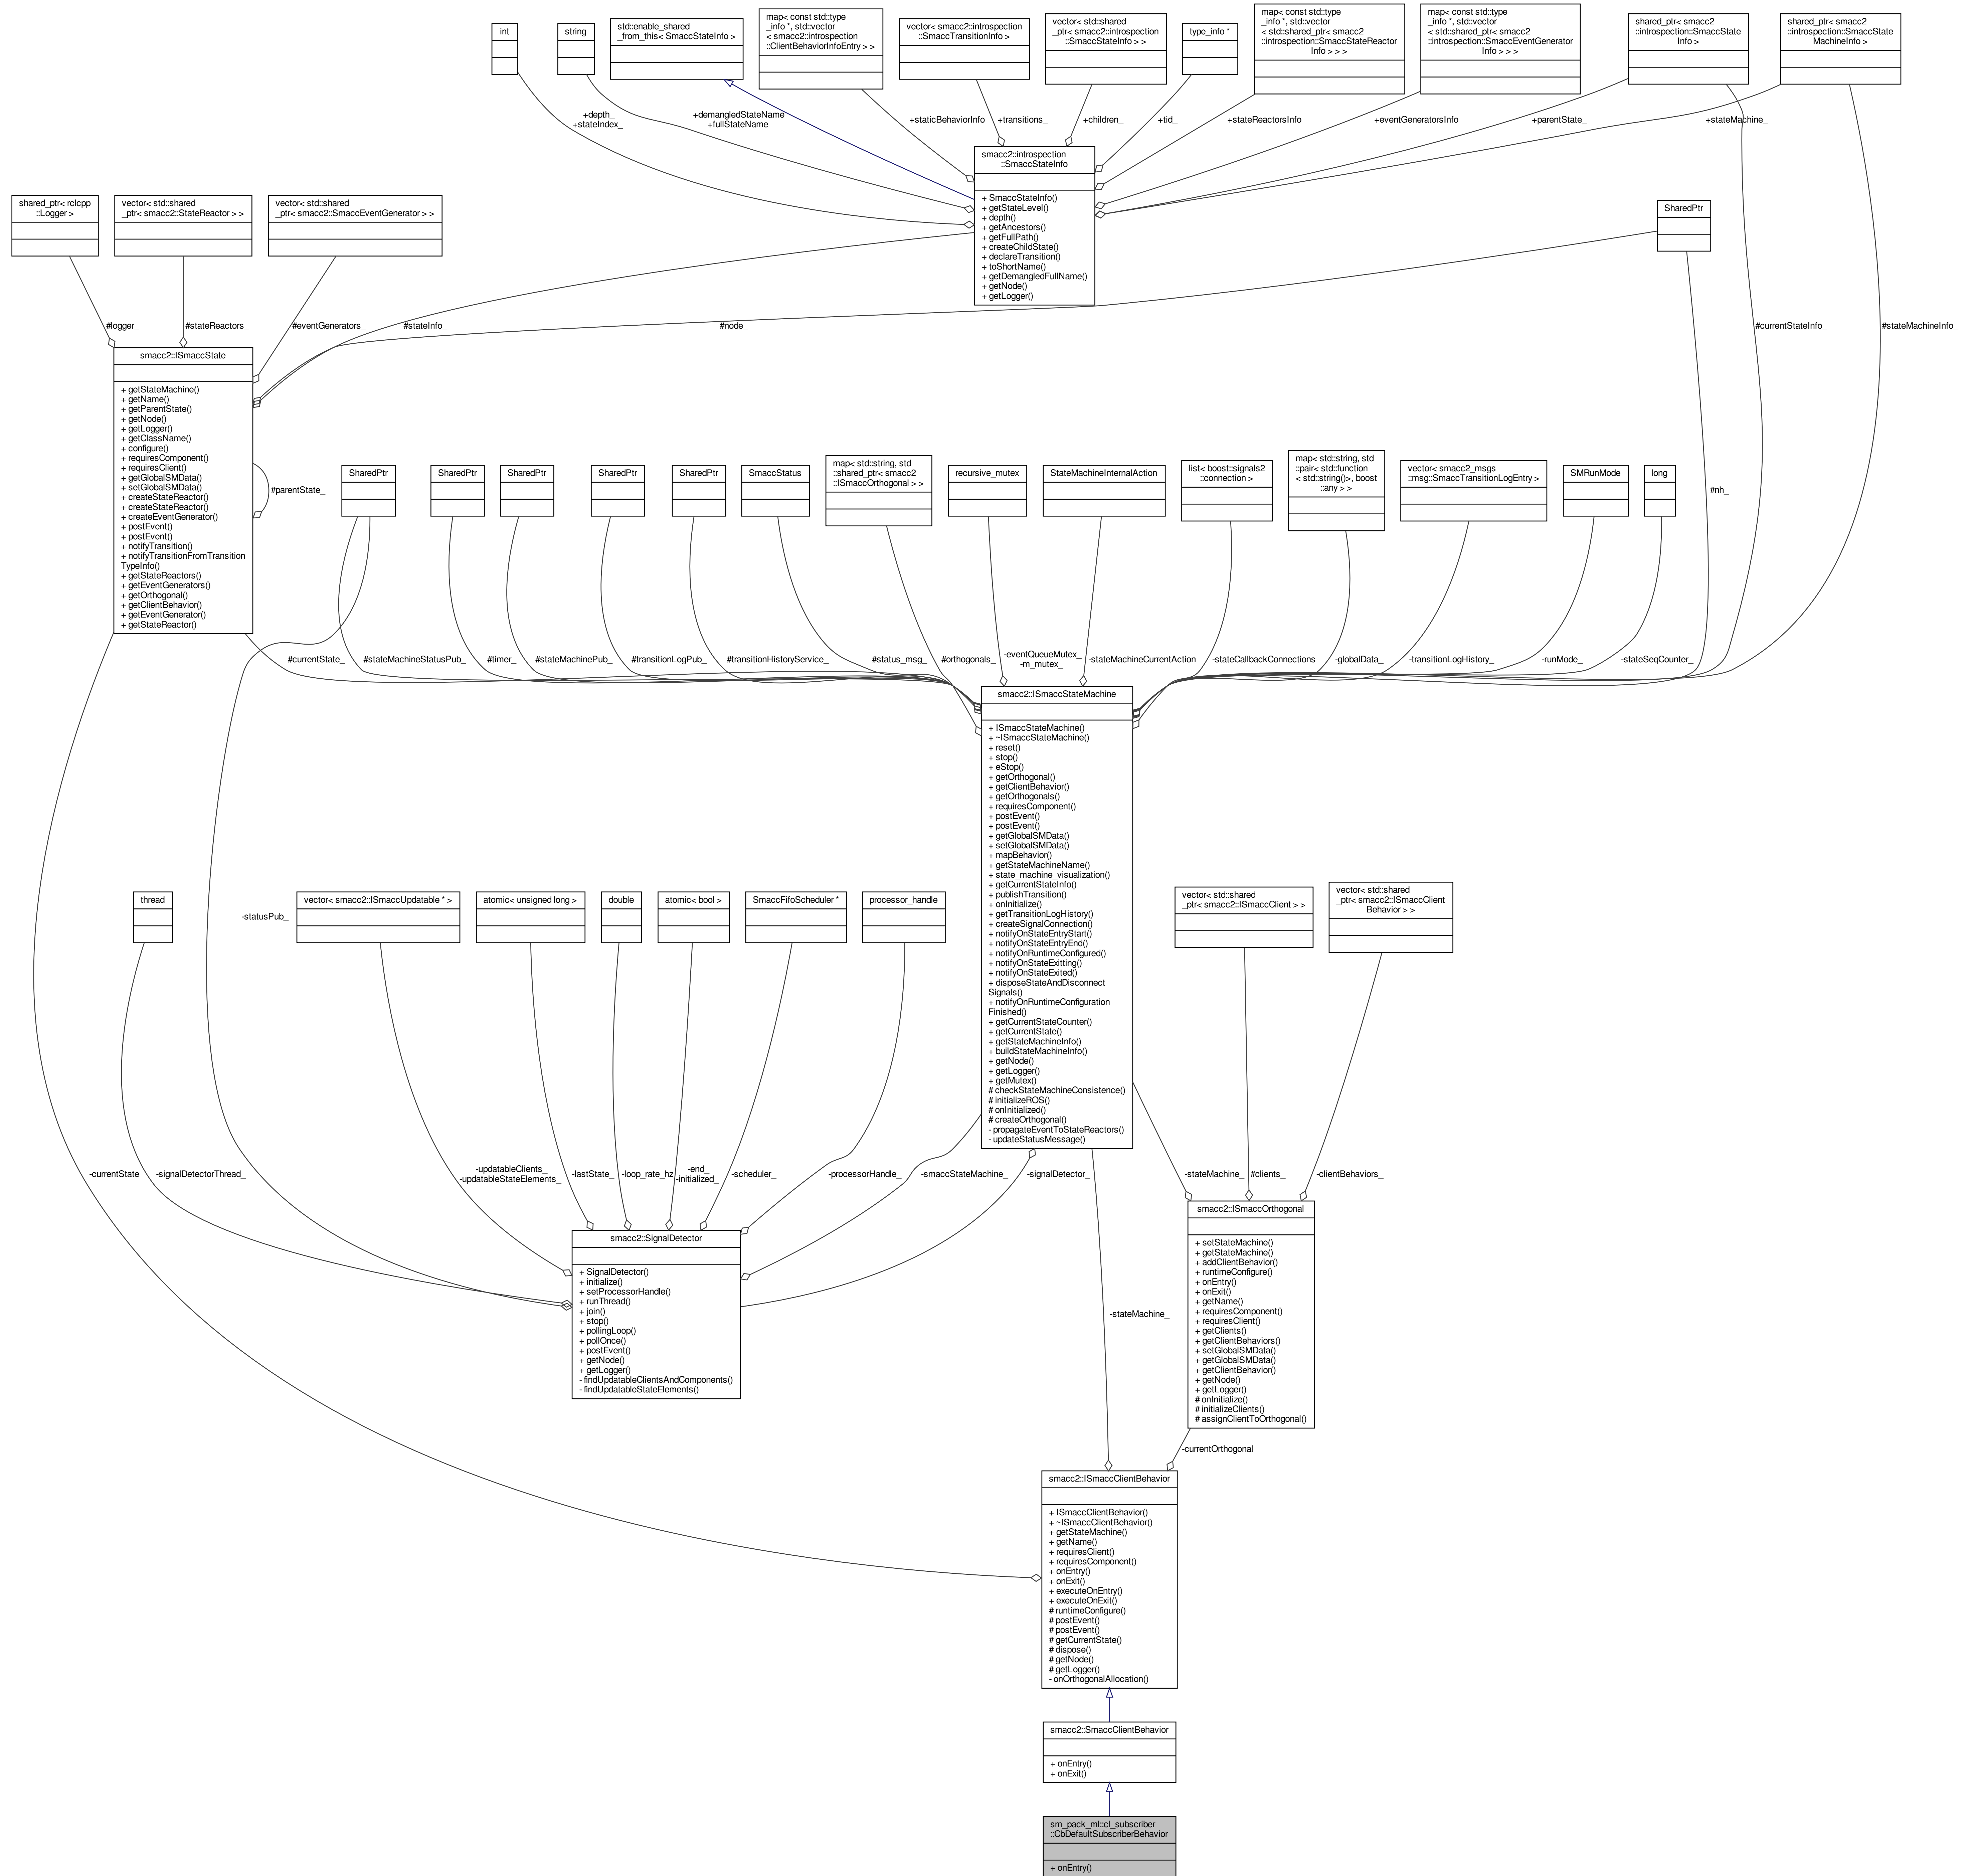 int
string
std::enable_shared
_from_this< SmaccStateInfo >
map< const std::type
_info *, std::vector
< smacc2::introspection
::ClientBehaviorInfoEntry > >
vector< smacc2::introspection
::SmaccTransitionInfo >
vector< std::shared
_ptr< smacc2::introspection
::SmaccStateInfo > >
type_info *
map< const std::type
_info *, std::vector
< std::shared_ptr< smacc2
::introspection::SmaccStateReactor
Info > > >
map< const std::type
_info *, std::vector
< std::shared_ptr< smacc2
::introspection::SmaccEventGenerator
Info > > >
shared_ptr< smacc2
::introspection::SmaccState
Info >
shared_ptr< smacc2
::introspection::SmaccState
MachineInfo >
+depth_
+stateIndex_
+demangledStateName
+fullStateName
+staticBehaviorInfo
+transitions_
+children_
+tid_
+stateReactorsInfo
+eventGeneratorsInfo
+parentState_
+stateMachine_
smacc2::introspection
::SmaccStateInfo
+ SmaccStateInfo()
+ getStateLevel()
+ depth()
+ getAncestors()
+ getFullPath()
+ createChildState()
+ declareTransition()
+ toShortName()
+ getDemangledFullName()
+ getNode()
+ getLogger()
shared_ptr< rclcpp
::Logger >
vector< std::shared
_ptr< smacc2::StateReactor > >
vector< std::shared
_ptr< smacc2::SmaccEventGenerator > >
SharedPtr
#logger_
#stateReactors_
#eventGenerators_
#stateInfo_
#node_
#currentStateInfo_
#stateMachineInfo_
smacc2::ISmaccState
+ getStateMachine()
+ getName()
+ getParentState()
+ getNode()
+ getLogger()
+ getClassName()
+ configure()
+ requiresComponent()
+ requiresClient()
+ getGlobalSMData()
+ setGlobalSMData()
+ createStateReactor()
+ createStateReactor()
+ createEventGenerator()
+ postEvent()
+ postEvent()
+ notifyTransition()
+ notifyTransitionFromTransition
TypeInfo()
+ getStateReactors()
+ getEventGenerators()
+ getOrthogonal()
+ getClientBehavior()
+ getEventGenerator()
+ getStateReactor()
#parentState_
SharedPtr
SharedPtr
SharedPtr
SharedPtr
SharedPtr
SmaccStatus
map< std::string, std
::shared_ptr< smacc2
::ISmaccOrthogonal > >
recursive_mutex
StateMachineInternalAction
list< boost::signals2
::connection >
map< std::string, std
::pair< std::function
< std::string()>, boost
::any > >
vector< smacc2_msgs
::msg::SmaccTransitionLogEntry >
SMRunMode
long
#nh_
#currentState_
#stateMachineStatusPub_
#timer_
#stateMachinePub_
#transitionLogPub_
#transitionHistoryService_
#status_msg_
#orthogonals_
-eventQueueMutex_
-m_mutex_
-stateMachineCurrentAction
-stateCallbackConnections
-globalData_
-transitionLogHistory_
-runMode_
-stateSeqCounter_
smacc2::ISmaccStateMachine
+ ISmaccStateMachine()
+ ~ISmaccStateMachine()
+ reset()
+ stop()
+ eStop()
+ getOrthogonal()
+ getClientBehavior()
+ getOrthogonals()
+ requiresComponent()
+ postEvent()
+ postEvent()
+ getGlobalSMData()
+ setGlobalSMData()
+ mapBehavior()
+ getStateMachineName()
+ state_machine_visualization()
+ getCurrentStateInfo()
+ publishTransition()
+ onInitialize()
+ getTransitionLogHistory()
+ createSignalConnection()
+ notifyOnStateEntryStart()
+ notifyOnStateEntryEnd()
+ notifyOnRuntimeConfigured()
+ notifyOnStateExitting()
+ notifyOnStateExited()
+ disposeStateAndDisconnect
Signals()
+ notifyOnRuntimeConfiguration
Finished()
+ getCurrentStateCounter()
+ getCurrentState()
+ getStateMachineInfo()
+ buildStateMachineInfo()
+ getNode()
+ getLogger()
+ getMutex()
# checkStateMachineConsistence()
# initializeROS()
# onInitialized()
# createOrthogonal()
- propagateEventToStateReactors()
- updateStatusMessage()
thread
-statusPub_
vector< smacc2::ISmaccUpdatable * >
atomic< unsigned long >
double
atomic< bool >
SmaccFifoScheduler *
processor_handle
vector< std::shared
_ptr< smacc2::ISmaccClient > >
vector< std::shared
_ptr< smacc2::ISmaccClient
Behavior > >
-currentState
-signalDetectorThread_
-updatableClients_
-updatableStateElements_
-lastState_
-loop_rate_hz
-end_
-initialized_
-scheduler_
-processorHandle_
-smaccStateMachine_
-signalDetector_
-stateMachine_
#clients_
-clientBehaviors_
smacc2::SignalDetector
+ SignalDetector()
+ initialize()
+ setProcessorHandle()
+ runThread()
+ join()
+ stop()
+ pollingLoop()
+ pollOnce()
+ postEvent()
+ getNode()
+ getLogger()
- findUpdatableClientsAndComponents()
- findUpdatableStateElements()
smacc2::ISmaccOrthogonal
+ setStateMachine()
+ getStateMachine()
+ addClientBehavior()
+ runtimeConfigure()
+ onEntry()
+ onExit()
+ getName()
+ requiresComponent()
+ requiresClient()
+ getClients()
+ getClientBehaviors()
+ setGlobalSMData()
+ getGlobalSMData()
+ getClientBehavior()
+ getNode()
+ getLogger()
# onInitialize()
# initializeClients()
# assignClientToOrthogonal()
-stateMachine_
-currentOrthogonal
smacc2::ISmaccClientBehavior
+ ISmaccClientBehavior()
+ ~ISmaccClientBehavior()
+ getStateMachine()
+ getName()
+ requiresClient()
+ requiresComponent()
+ onEntry()
+ onExit()
+ executeOnEntry()
+ executeOnExit()
# runtimeConfigure()
# postEvent()
# postEvent()
# getCurrentState()
# dispose()
# getNode()
# getLogger()
- onOrthogonalAllocation()
smacc2::SmaccClientBehavior
+ onEntry()
+ onExit()
sm_pack_ml::cl_subscriber
::CbDefaultSubscriberBehavior
+ onEntry()